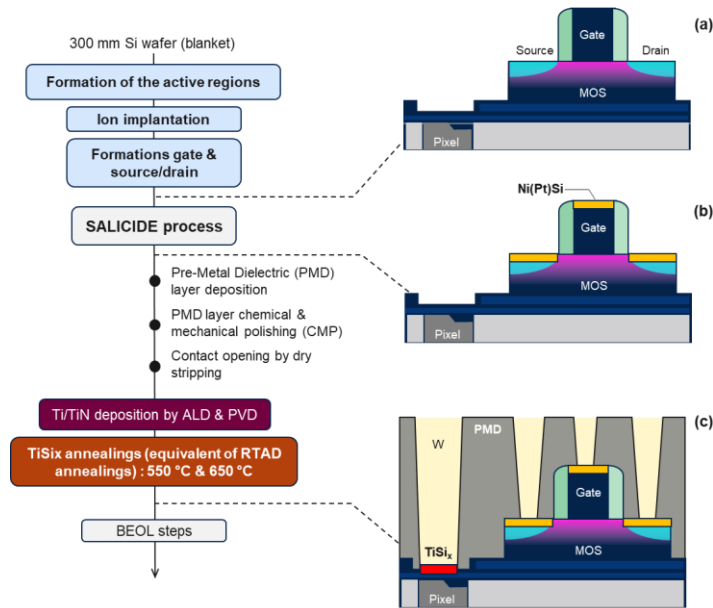 300 mm Si wafer (blanket)
Formation of the active regions
Ion implantation
Formations gate &
source/drain
SALICIDE process
Pre-Metal Dielectric (PMD)
layer deposition
PMD layer chemical &
mechanical polishing (CMP)
Contact opening by dry
stripping
Ti/TiN deposition by ALD & PVD
TiSix annealings (equivalent of RTAD
annealings) : 550 °C & 650 °C
BEOL steps
(a)
Gate
Source
Drain
MOS
Pixel
(b)
Ni(Pt)Si
Gate
MOS
Pixel
(c)
PMD
W
Gate
TiSiₓ
MOS
Pixel